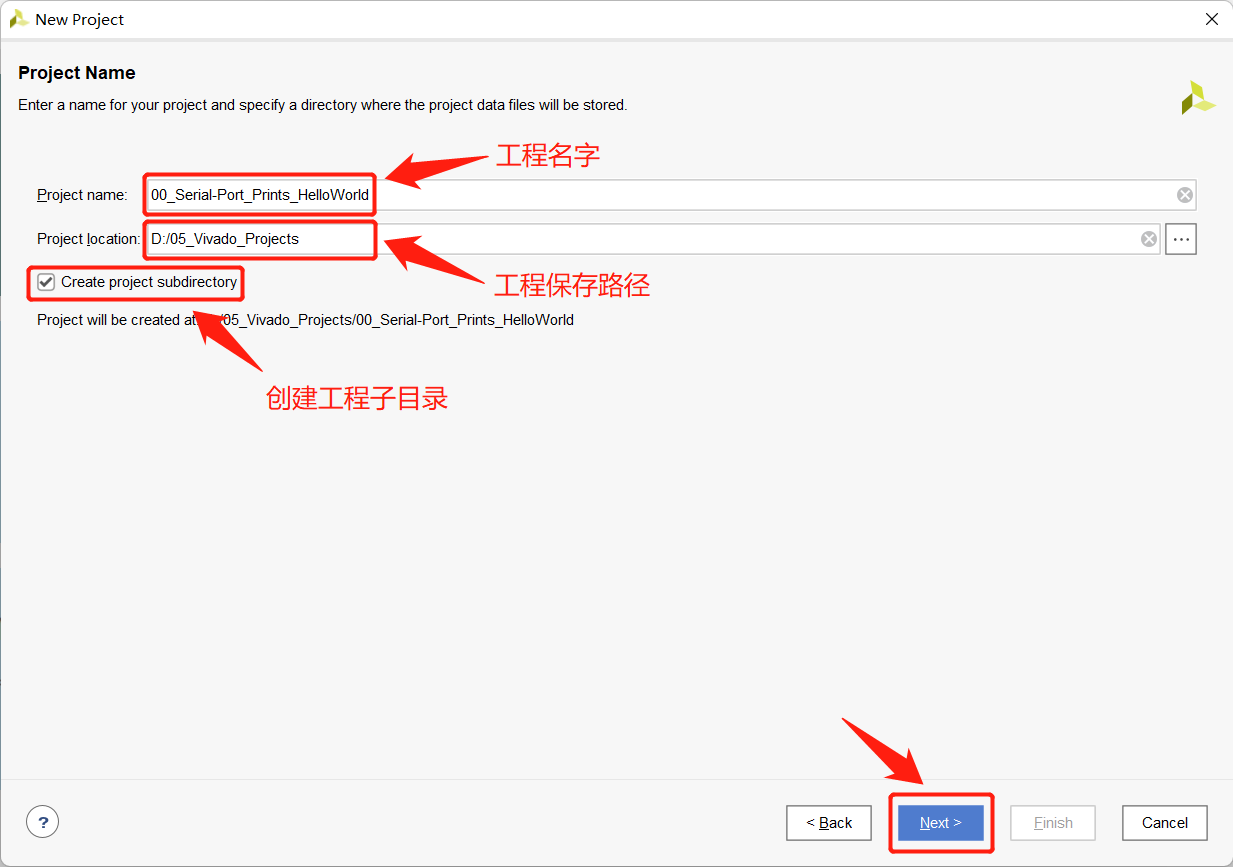 New Project
Project Name
Enter a name for your project and specify a directory where the project data files will be stored.
工程名字
Project name: 00_Serial-Port_Prints_HelloWorld
Project location: D:/05_Vivado_Projects
工程保存路径
Create project subdirectory
Project will be created at /05_Vivado_Projects/00_Serial-Port_Prints_HelloWorld
创建工程子目录
? < Back Next > Finish Cancel